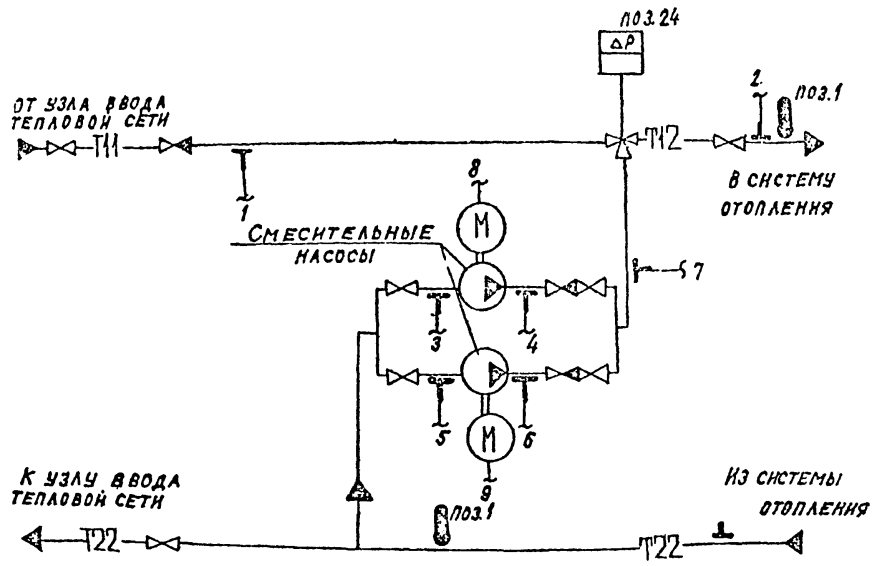 ПОЗ.24
ΔP
2
ПОЗ.1
ОТ УЗЛА ВВОДА
ТЕПЛОВОЙ СЕТИ
Т11
Т12
В СИСТЕМУ
ОТОПЛЕНИЯ
1
8
М
СМЕСИТЕЛЬНЫЕ
НАСОСЫ
7
3
4
5
6
М
9
К УЗЛУ ВВОДА
ТЕПЛОВОЙ СЕТИ
ИЗ СИСТЕМЫ
ОТОПЛЕНИЯ
ПОЗ.1
Т22
Т22